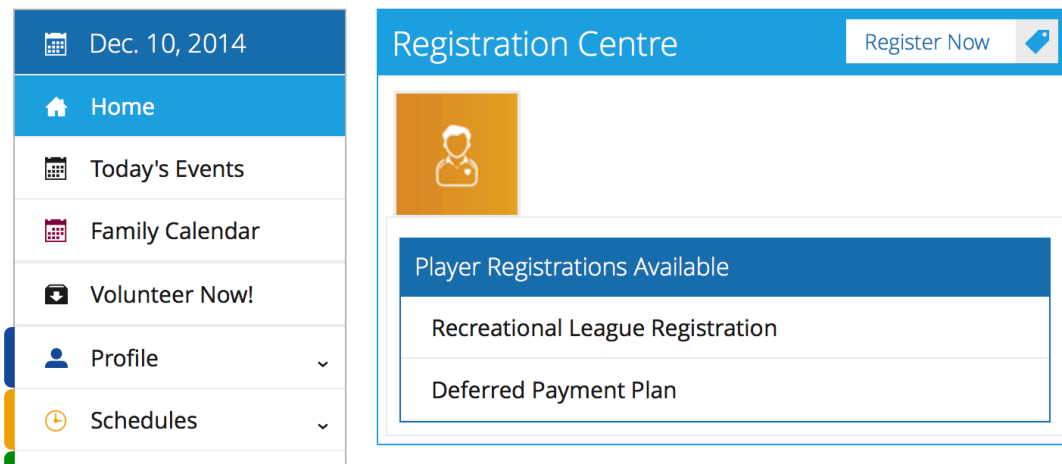 Dec. 10, 2014
Home
Today's Events
Family Calendar
Volunteer Now!
Profile
Schedules
Registration Centre
Register Now
Player Registrations Available
Recreational League Registration
Deferred Payment Plan